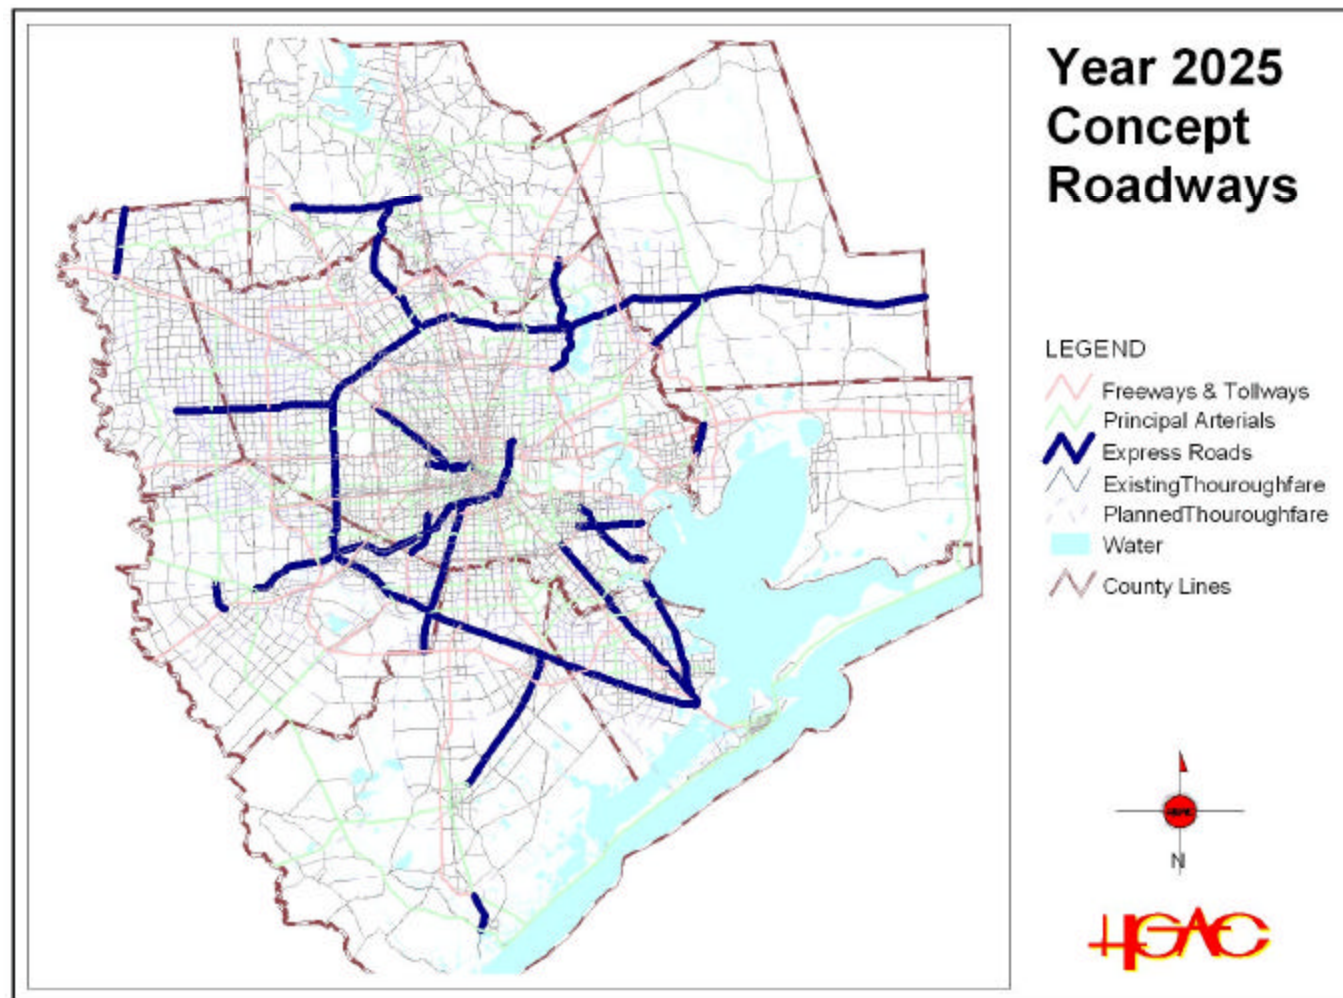 Year 2025
Concept
Roadways
LEGEND
Freeways & Tollways
Principal Arterials
Express Roads
ExistingThouroughfare
PlannedThouroughfare
Water
County Lines
N
HGAC